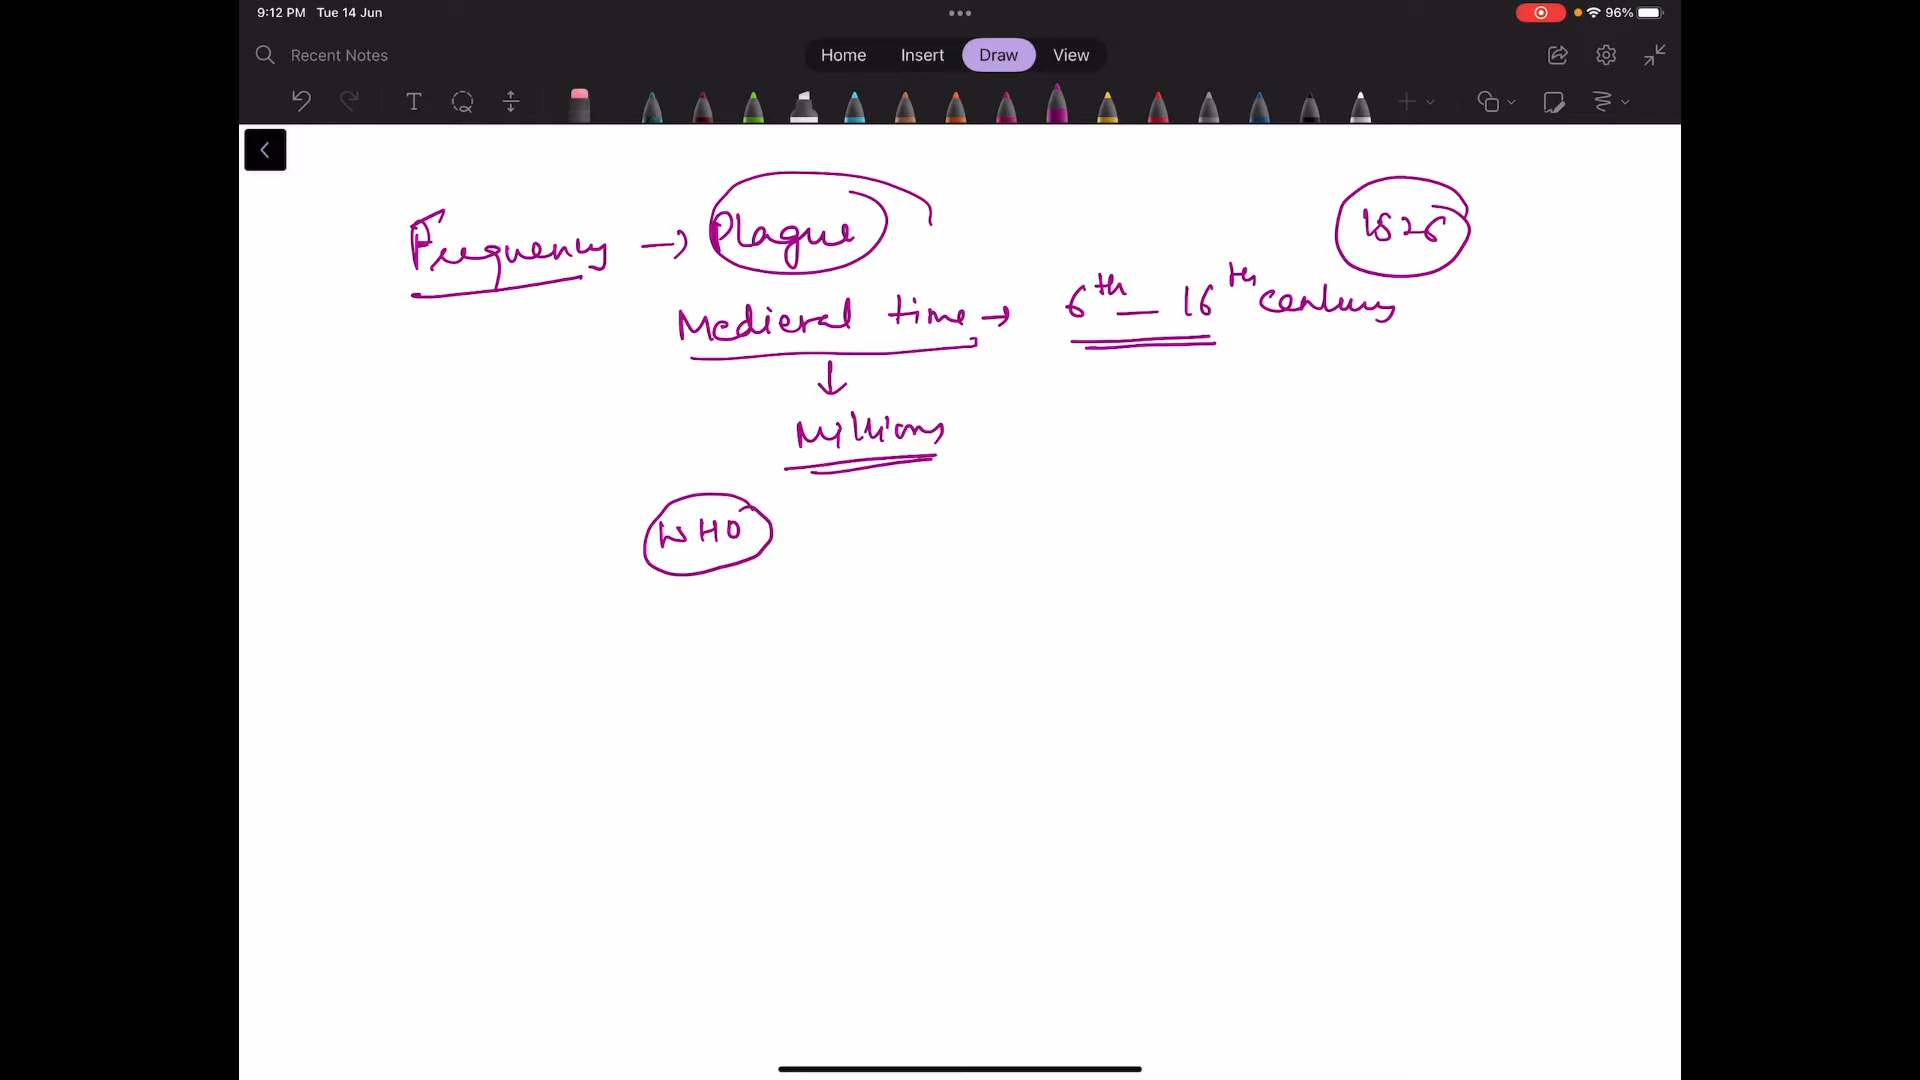 9:12 PM Tue 14 Jun
96%
Recent Notes
Home Insert Draw View
T
Frequency → Plague
1526
Medieval time → 6th — 16th century
↓
Millions
WHO